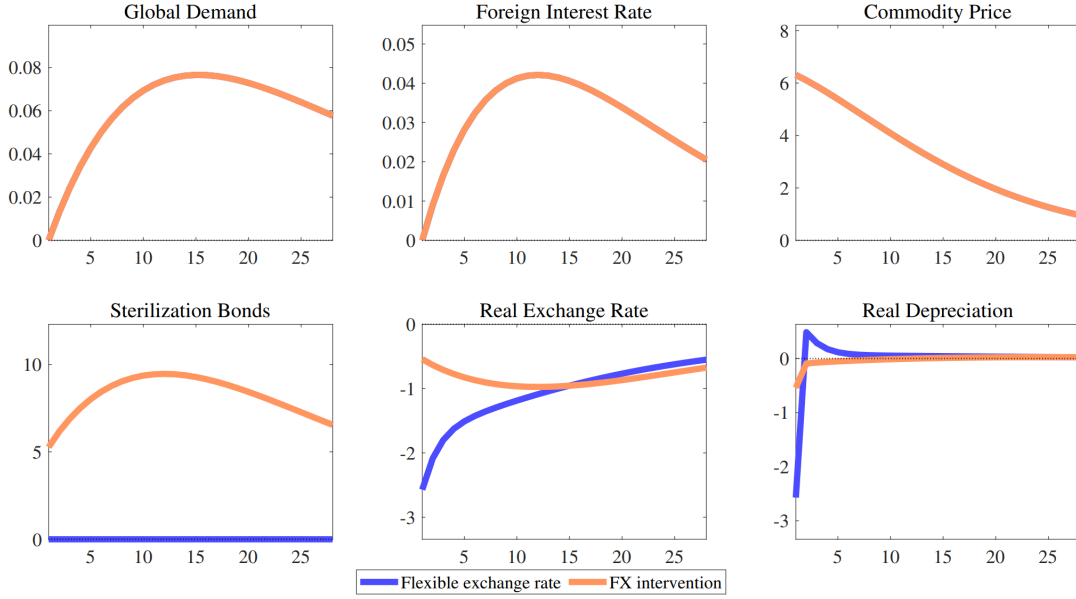 Global Demand
0.08
0.06
0.04
0.02
0
5 10 15 20 25
Foreign Interest Rate
0.05
0.04
0.03
0.02
0.01
0
5 10 15 20 25
Commodity Price
8
6
4
2
0
5 10 15 20 25
Sterilization Bonds
10
5
0
5 10 15 20 25
Real Exchange Rate
0
-1
-2
-3
5 10 15 20 25
Real Depreciation
0
-1
-2
-3
5 10 15 20 25
Flexible exchange rate FX intervention